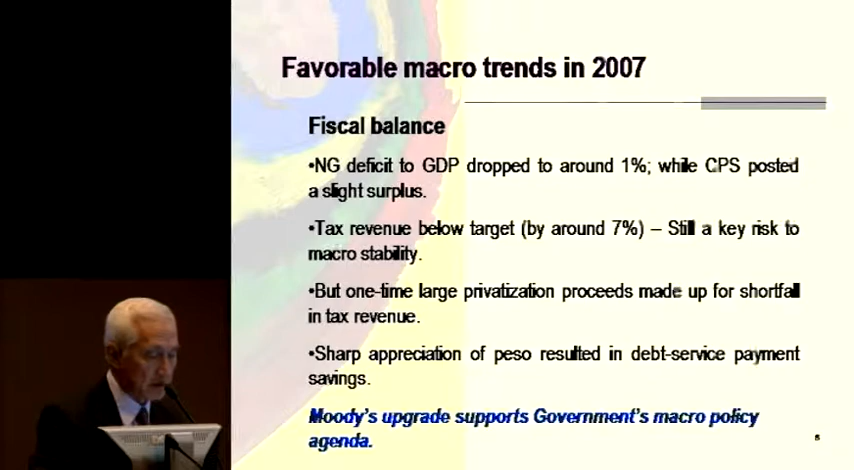 Favorable macro trends in 2007
Fiscal balance
•NG deficit to GDP dropped to around 1%; while CPS posted
a slight surplus.
•Tax revenue below target (by around 7%) – Still a key risk to
macro stability.
•But one-time large privatization proceeds made up for shortfall
in tax revenue.
•Sharp appreciation of peso resulted in debt-service payment
savings.
Moody's upgrade supports Government's macro policy
agenda.